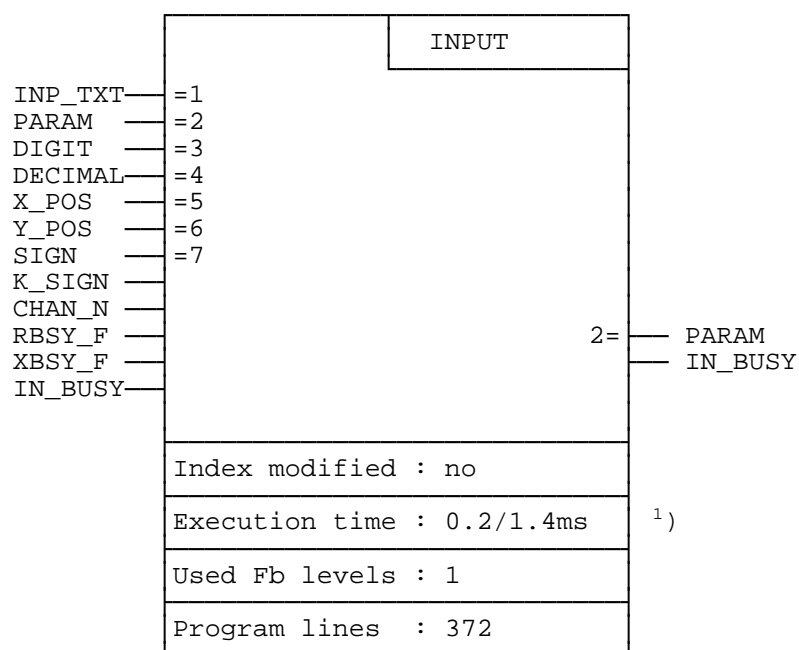 INPUT
INP_TXT =1
PARAM =2
DIGIT =3
DECIMAL =4
X_POS =5
Y_POS =6
SIGN =7
K_SIGN
CHAN_N
RBSY_F 2= PARAM
XBSY_F IN_BUSY
IN_BUSY
Index modified : no
Execution time : 0.2/1.4ms 1)
Used Fb levels : 1
Program lines : 372